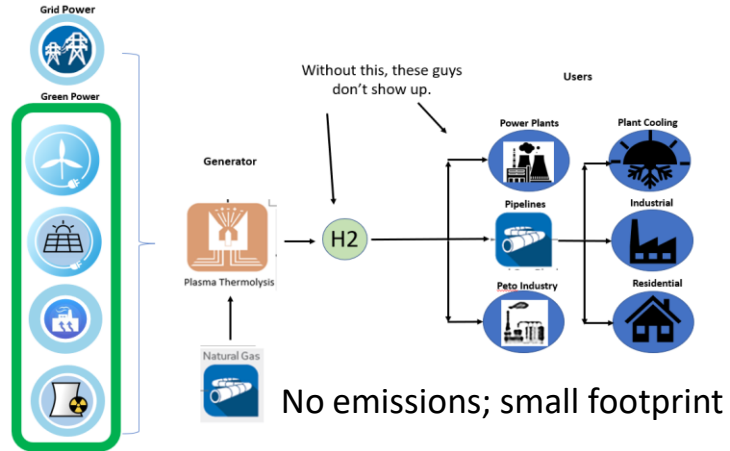 Grid Power
Green Power
Generator
Plasma Thermolysis
Natural Gas
Without this, these guys
don't show up.
H2
Users
Power Plants
Plant Cooling
Pipelines
Industrial
Peto Industry
Residential
No emissions; small footprint